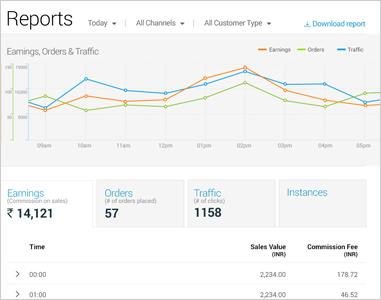 Reports
Today All Channels All Customer Type Download report
Earnings, Orders & Traffic
Earnings Orders Traffic
09am 10am 11am 12pm 01pm 02pm 03pm 04pm 05pm
Earnings Orders Traffic Instances
(Commission on sales) (# of orders placed) (# of clicks)
₹ 14,121 57 1158
Time Sales Value Commission Fee
(INR) (INR)
00:00 2,234.00 178.72
01:00 2,234.00 46.52